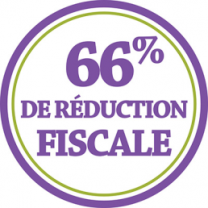 66%
DE RÉDUCTION
FISCALE